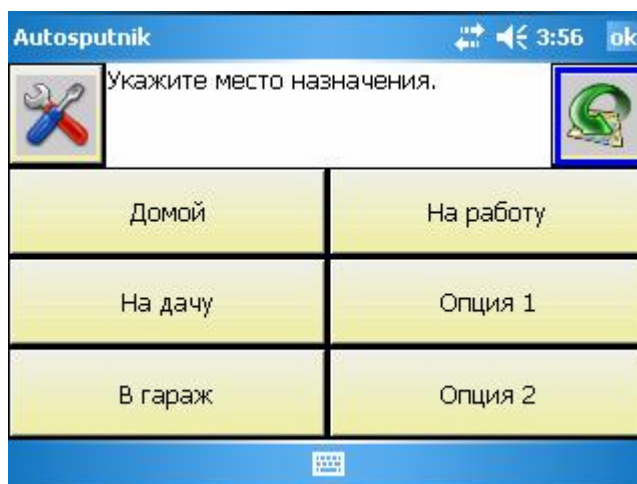 Autosputnik 3:56 ok
Укажите место назначения.
Домой На работу
На дачу Опция 1
В гараж Опция 2